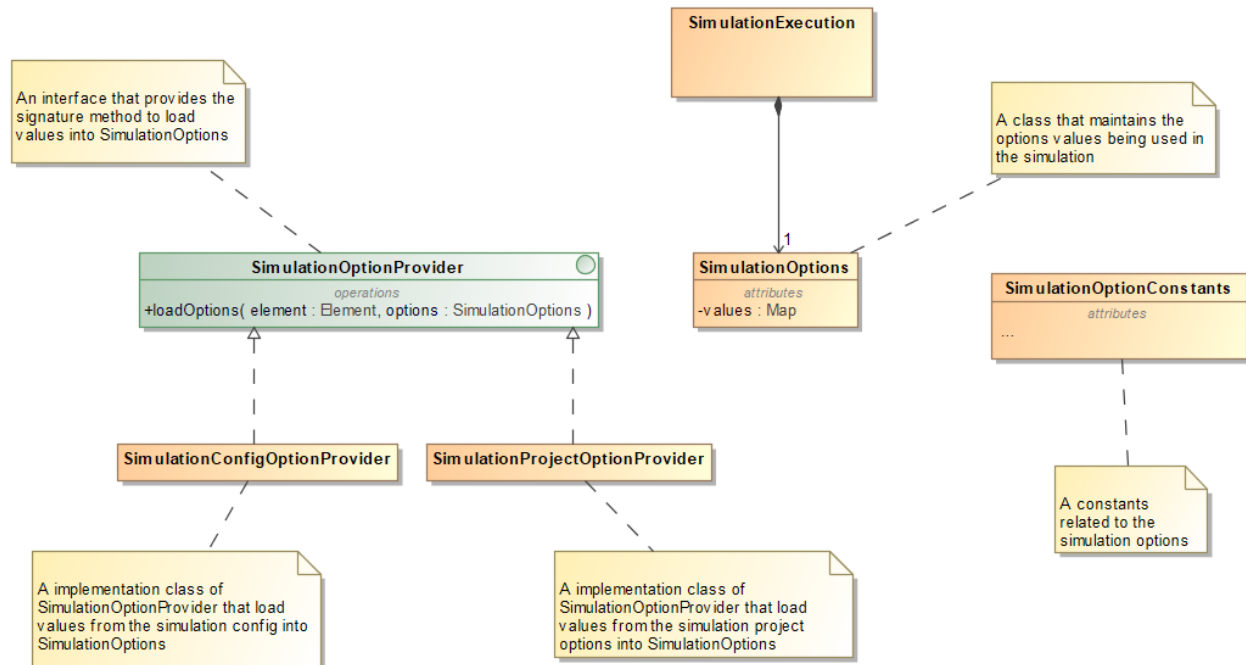 SimulationExecution
An interface that provides the
signature method to load
values into SimulationOptions
A class that maintains the
options values being used in
the simulation
1
SimulationOptionProvider
operations
+loadOptions( element : Element, options : SimulationOptions )
SimulationOptions
attributes
-values : Map
SimulationOptionConstants
attributes
...
SimulationConfigOptionProvider
SimulationProjectOptionProvider
A constants
related to the
simulation options
A implementation class of
SimulationOptionProvider that load
values from the simulation config into
SimulationOptions
A implementation class of
SimulationOptionProvider that load
values from the simulation project
options into SimulationOptions